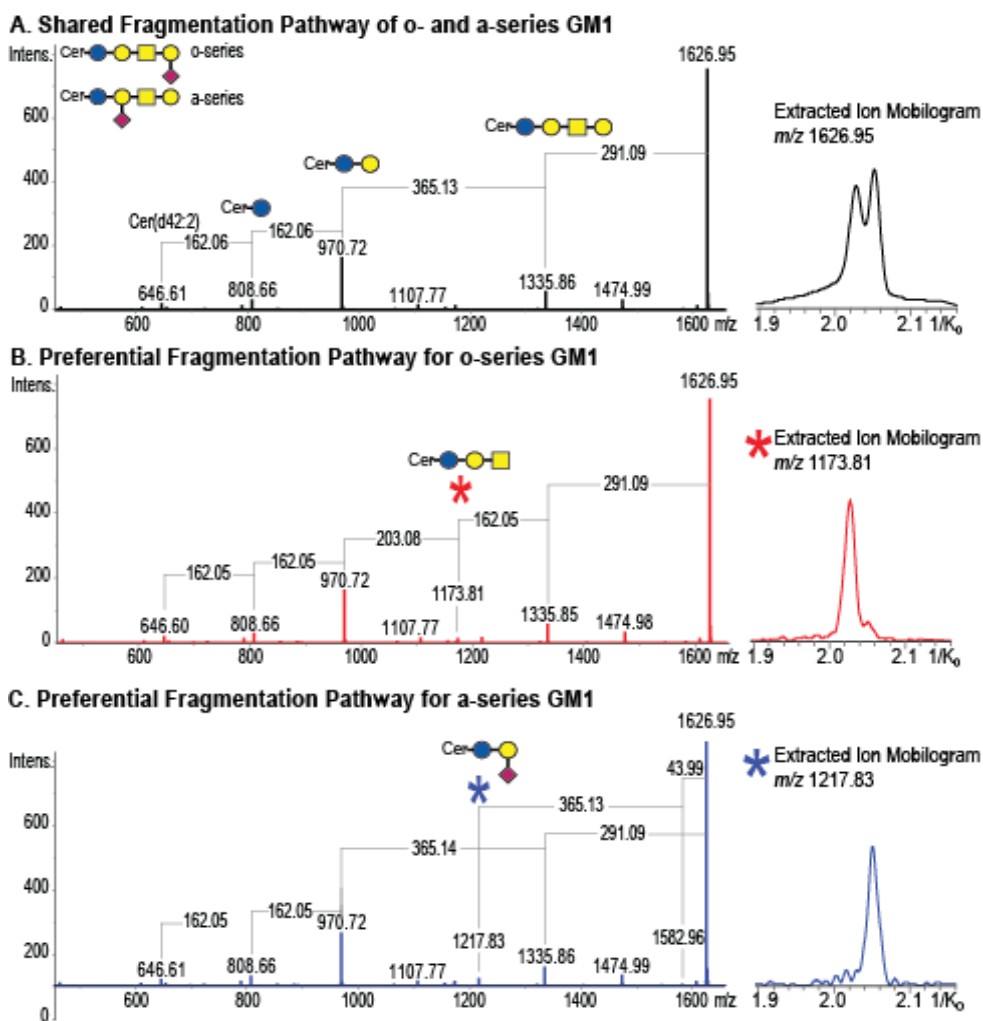 A. Shared Fragmentation Pathway of o- and a-series GM1
Intens.
Cer
o-series
Cer
a-series
1626.95
600
400
200
0
Cer
291.09
Cer
365.13
Cer
Cer(d42:2)
162.06
162.06
970.72
646.61
808.66
1107.77
1335.86
1474.99
600
800
1000
1200
1400
1600 m/z
Extracted Ion Mobilogram
m/z 1626.95
1.9
2.0
2.1 1/K0
B. Preferential Fragmentation Pathway for o-series GM1
Intens.
1626.95
600
400
200
0
Cer
*
291.09
162.05
203.08
162.05
162.05
970.72
1173.81
646.60
808.66
1107.77
1335.85
1474.98
600
800
1000
1200
1400
1600
m/z
* Extracted Ion Mobilogram
m/z 1173.81
1.9
2.0
2.1 1/K0
C. Preferential Fragmentation Pathway for a-series GM1
Intens.
1626.95
600
400
200
0
Cer
*
43.99
365.13
291.09
365.14
162.05
162.05
970.72
1217.83
1582.96
646.61
808.66
1107.77
1335.86
1474.99
600
800
1000
1200
1400
1600
m/z
* Extracted Ion Mobilogram
m/z 1217.83
1.9
2.0
2.1 1/K0